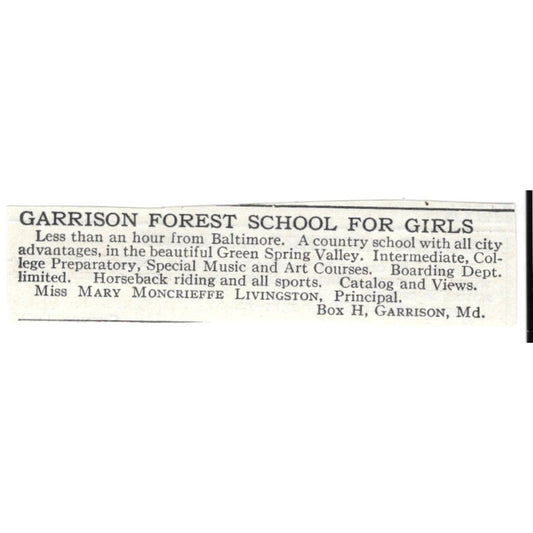 GARRISON FOREST SCHOOL FOR GIRLS
Less than an hour from Baltimore. A country school with all city
advantages, in the beautiful Green Spring Valley. Intermediate, Col-
lege Preparatory, Special Music and Art Courses. Boarding Dept.
limited. Horseback riding and all sports. Catalog and Views.
Miss MARY MONCRIEFFE LIVINGSTON, Principal.
Box H, GARRISON, Md.